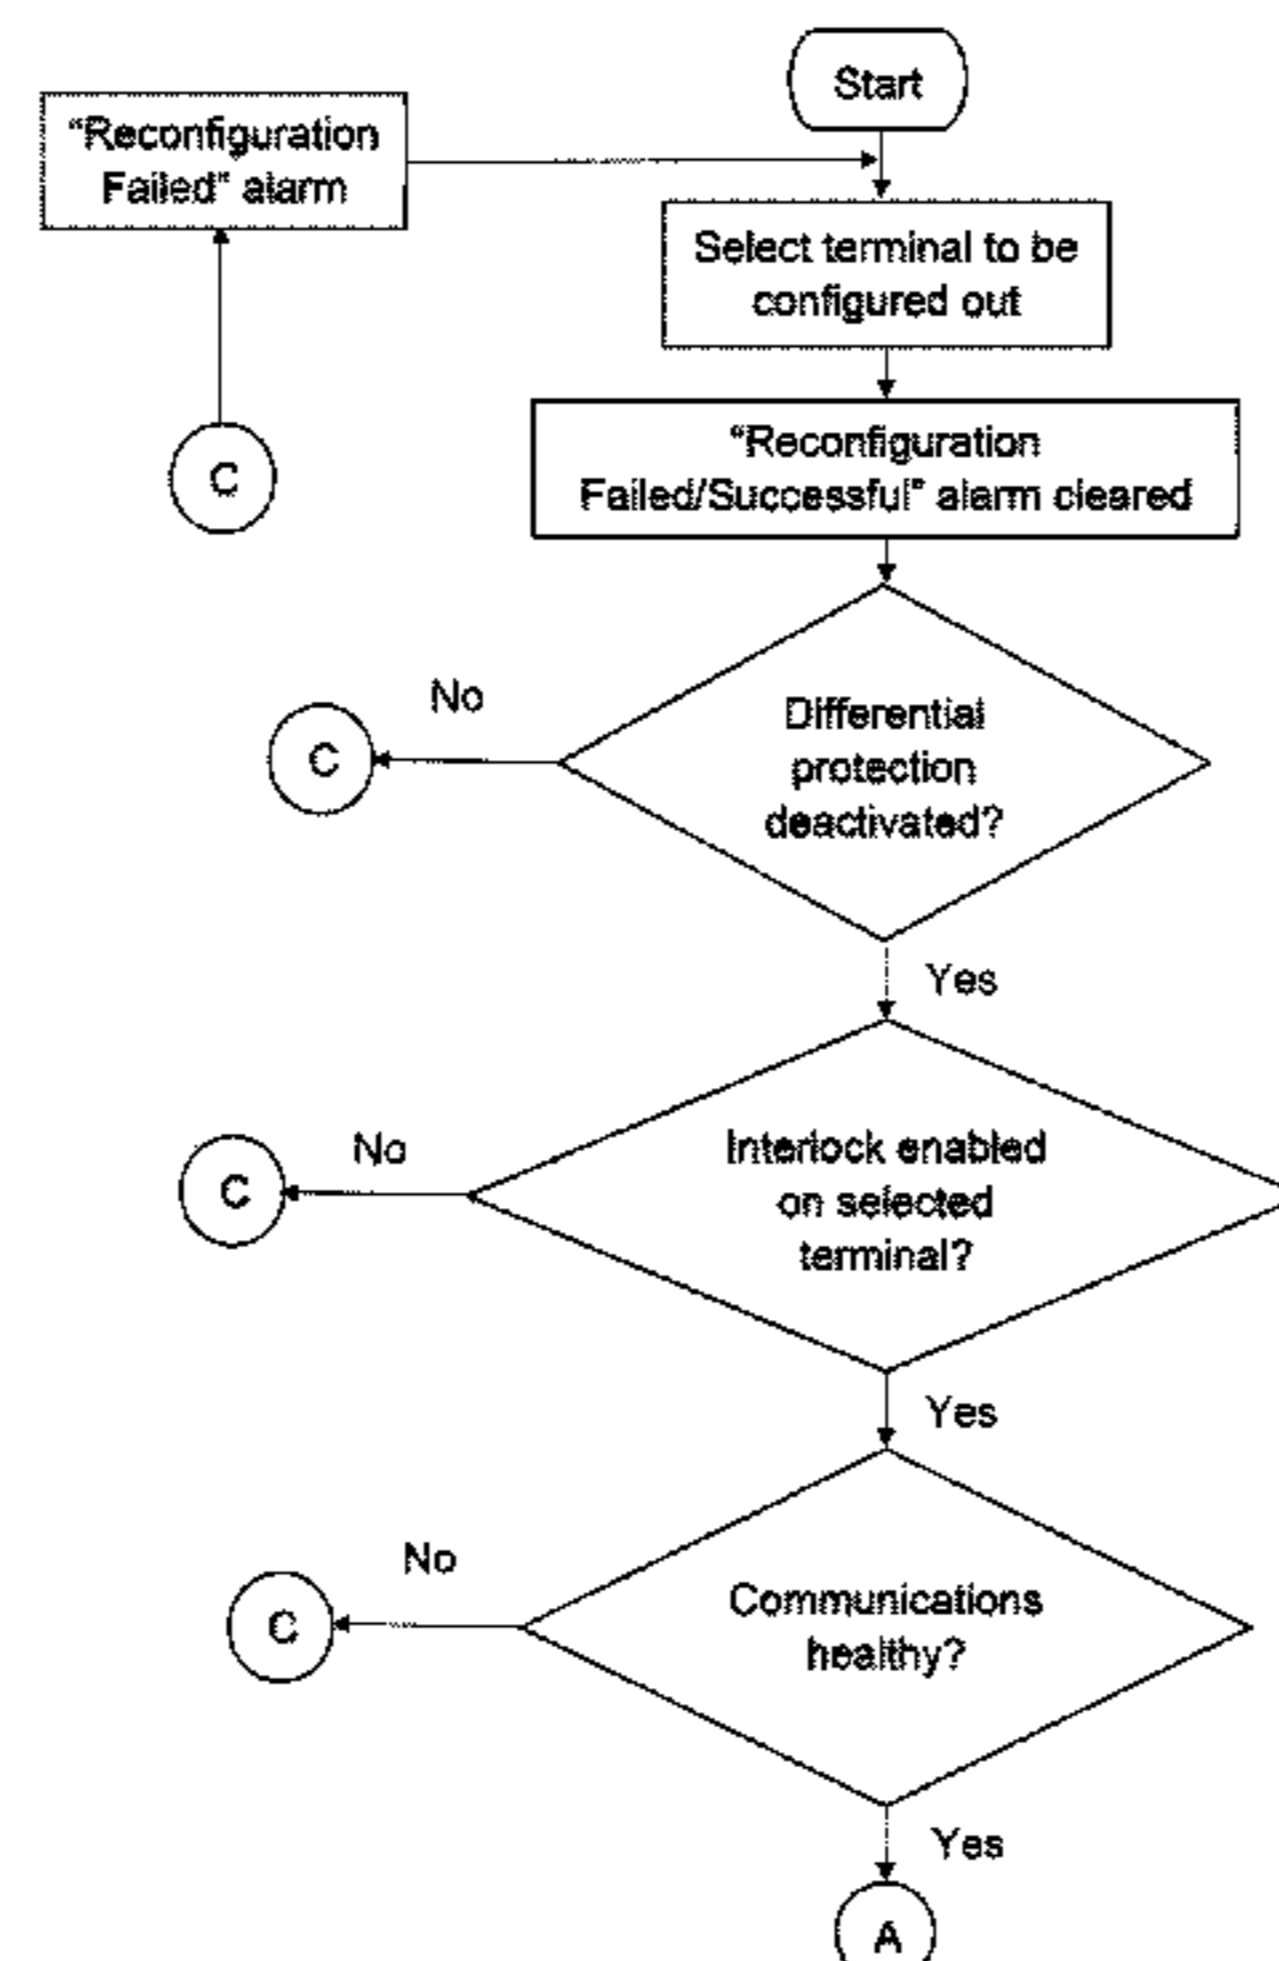 Start
“Reconfiguration
Failed” alarm
Select terminal to be
configured out
C
“Reconfiguration
Failed/Successful” alarm cleared
No
C
Differential
protection
deactivated?
Yes
No
C
Interlock enabled
on selected
terminal?
Yes
No
C
Communications
healthy?
Yes
A